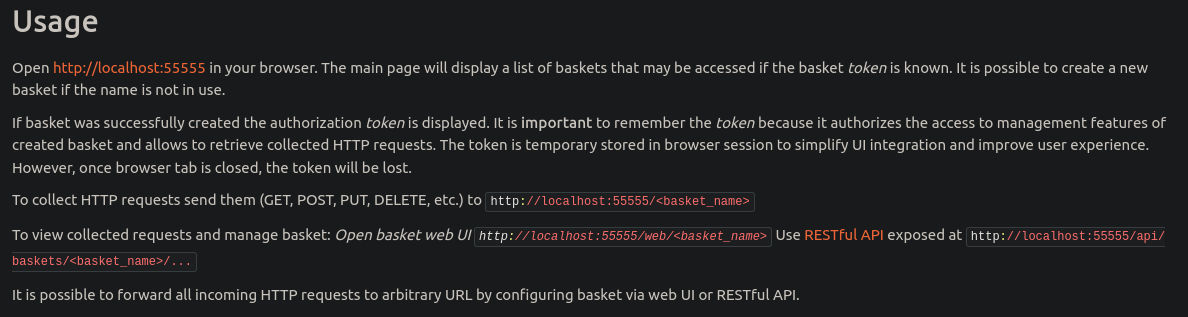 Usage
Open http://localhost:55555 in your browser. The main page will display a list of baskets that may be accessed if the basket token is known. It is possible to create a new
basket if the name is not in use.
If basket was successfully created the authorization token is displayed. It is important to remember the token because it authorizes the access to management features of
created basket and allows to retrieve collected HTTP requests. The token is temporary stored in browser session to simplify UI integration and improve user experience.
However, once browser tab is closed, the token will be lost.
To collect HTTP requests send them (GET, POST, PUT, DELETE, etc.) to http://localhost:55555/<basket_name>
To view collected requests and manage basket: Open basket web UI http://localhost:55555/web/<basket_name> Use RESTful API exposed at http://localhost:55555/api/
baskets/<basket_name>/...
It is possible to forward all incoming HTTP requests to arbitrary URL by configuring basket via web UI or RESTful API.